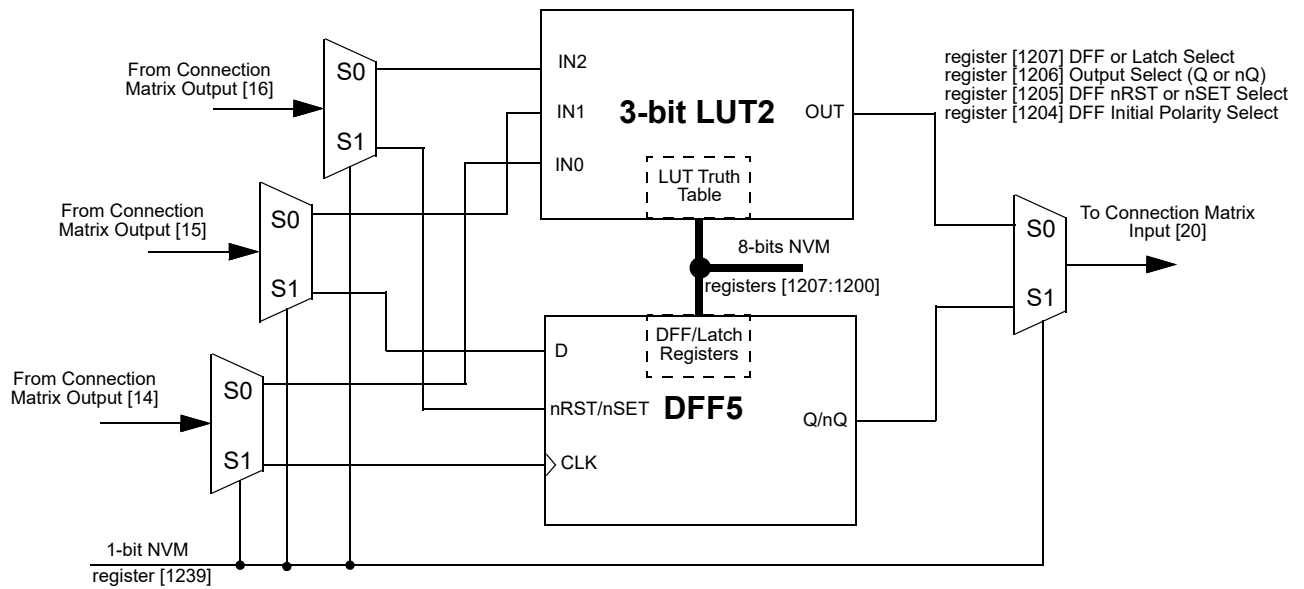 From Connection
Matrix Output [16]
S0
S1
IN2
IN1
IN0
3-bit LUT2
OUT
LUT Truth
Table
register [1207] DFF or Latch Select
register [1206] Output Select (Q or nQ)
register [1205] DFF nRST or nSET Select
register [1204] DFF Initial Polarity Select
From Connection
Matrix Output [15]
S0
S1
8-bits NVM
registers [1207:1200]
S0
S1
To Connection Matrix
Input [20]
From Connection
Matrix Output [14]
S0
S1
DFF/Latch
Registers
D
nRST/nSET
DFF5
Q/nQ
CLK
1-bit NVM
register [1239]